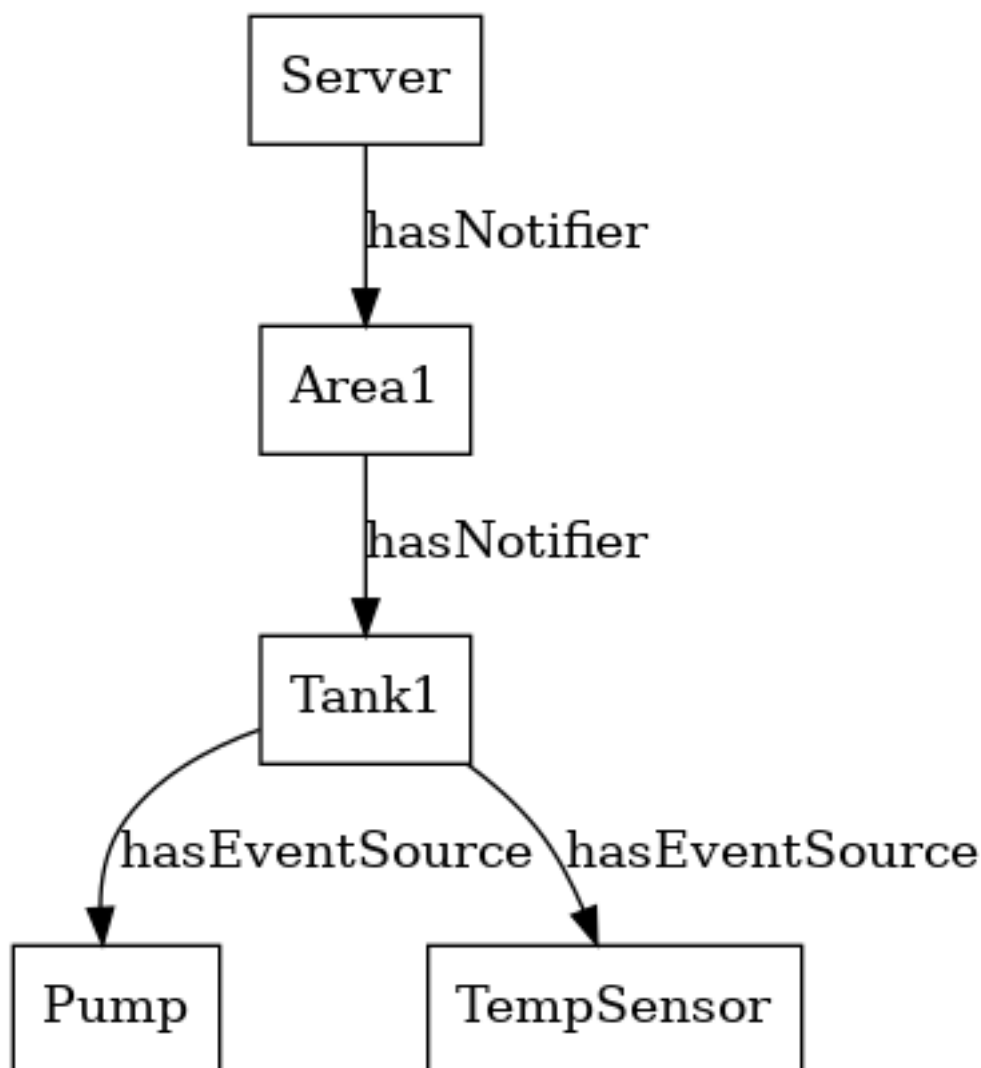 Server
hasNotifier
Area1
hasNotifier
Tank1
hasEventSource hasEventSource
Pump TempSensor